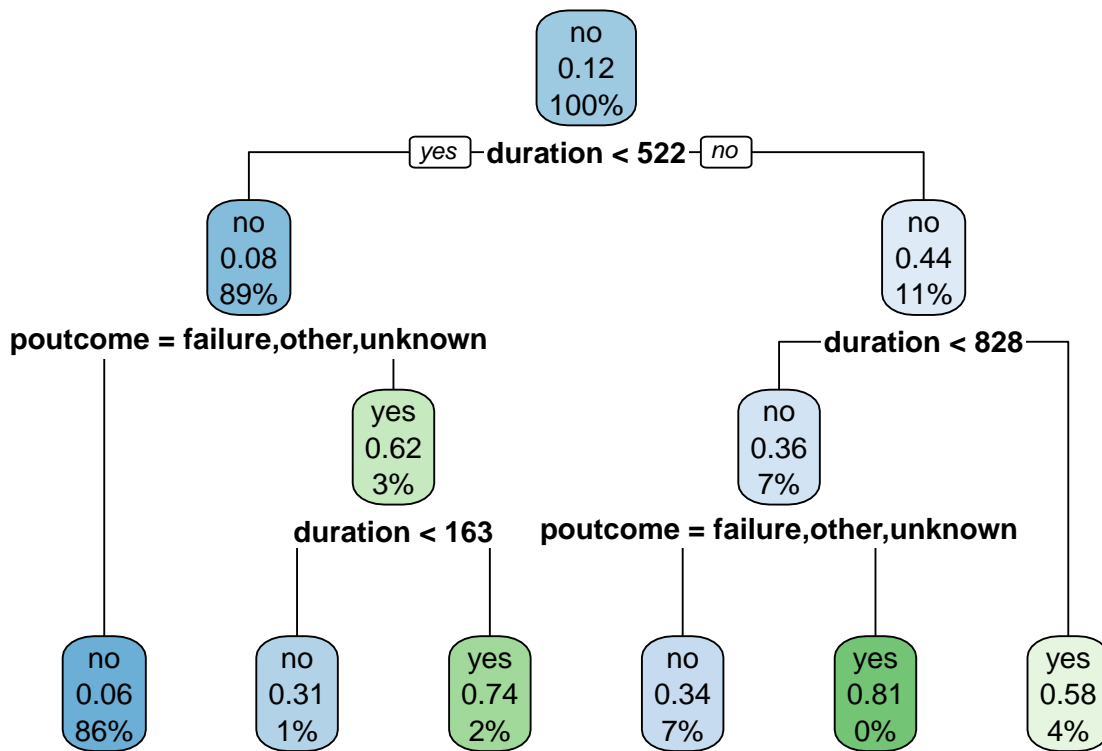 no
0.12
100%
yes duration < 522 no
no
0.08
89%
no
0.44
11%
poutcome = failure,other,unknown
duration < 828
yes
0.62
3%
no
0.36
7%
duration < 163
poutcome = failure,other,unknown
no
0.06
86%
no
0.31
1%
yes
0.74
2%
no
0.34
7%
yes
0.81
0%
yes
0.58
4%